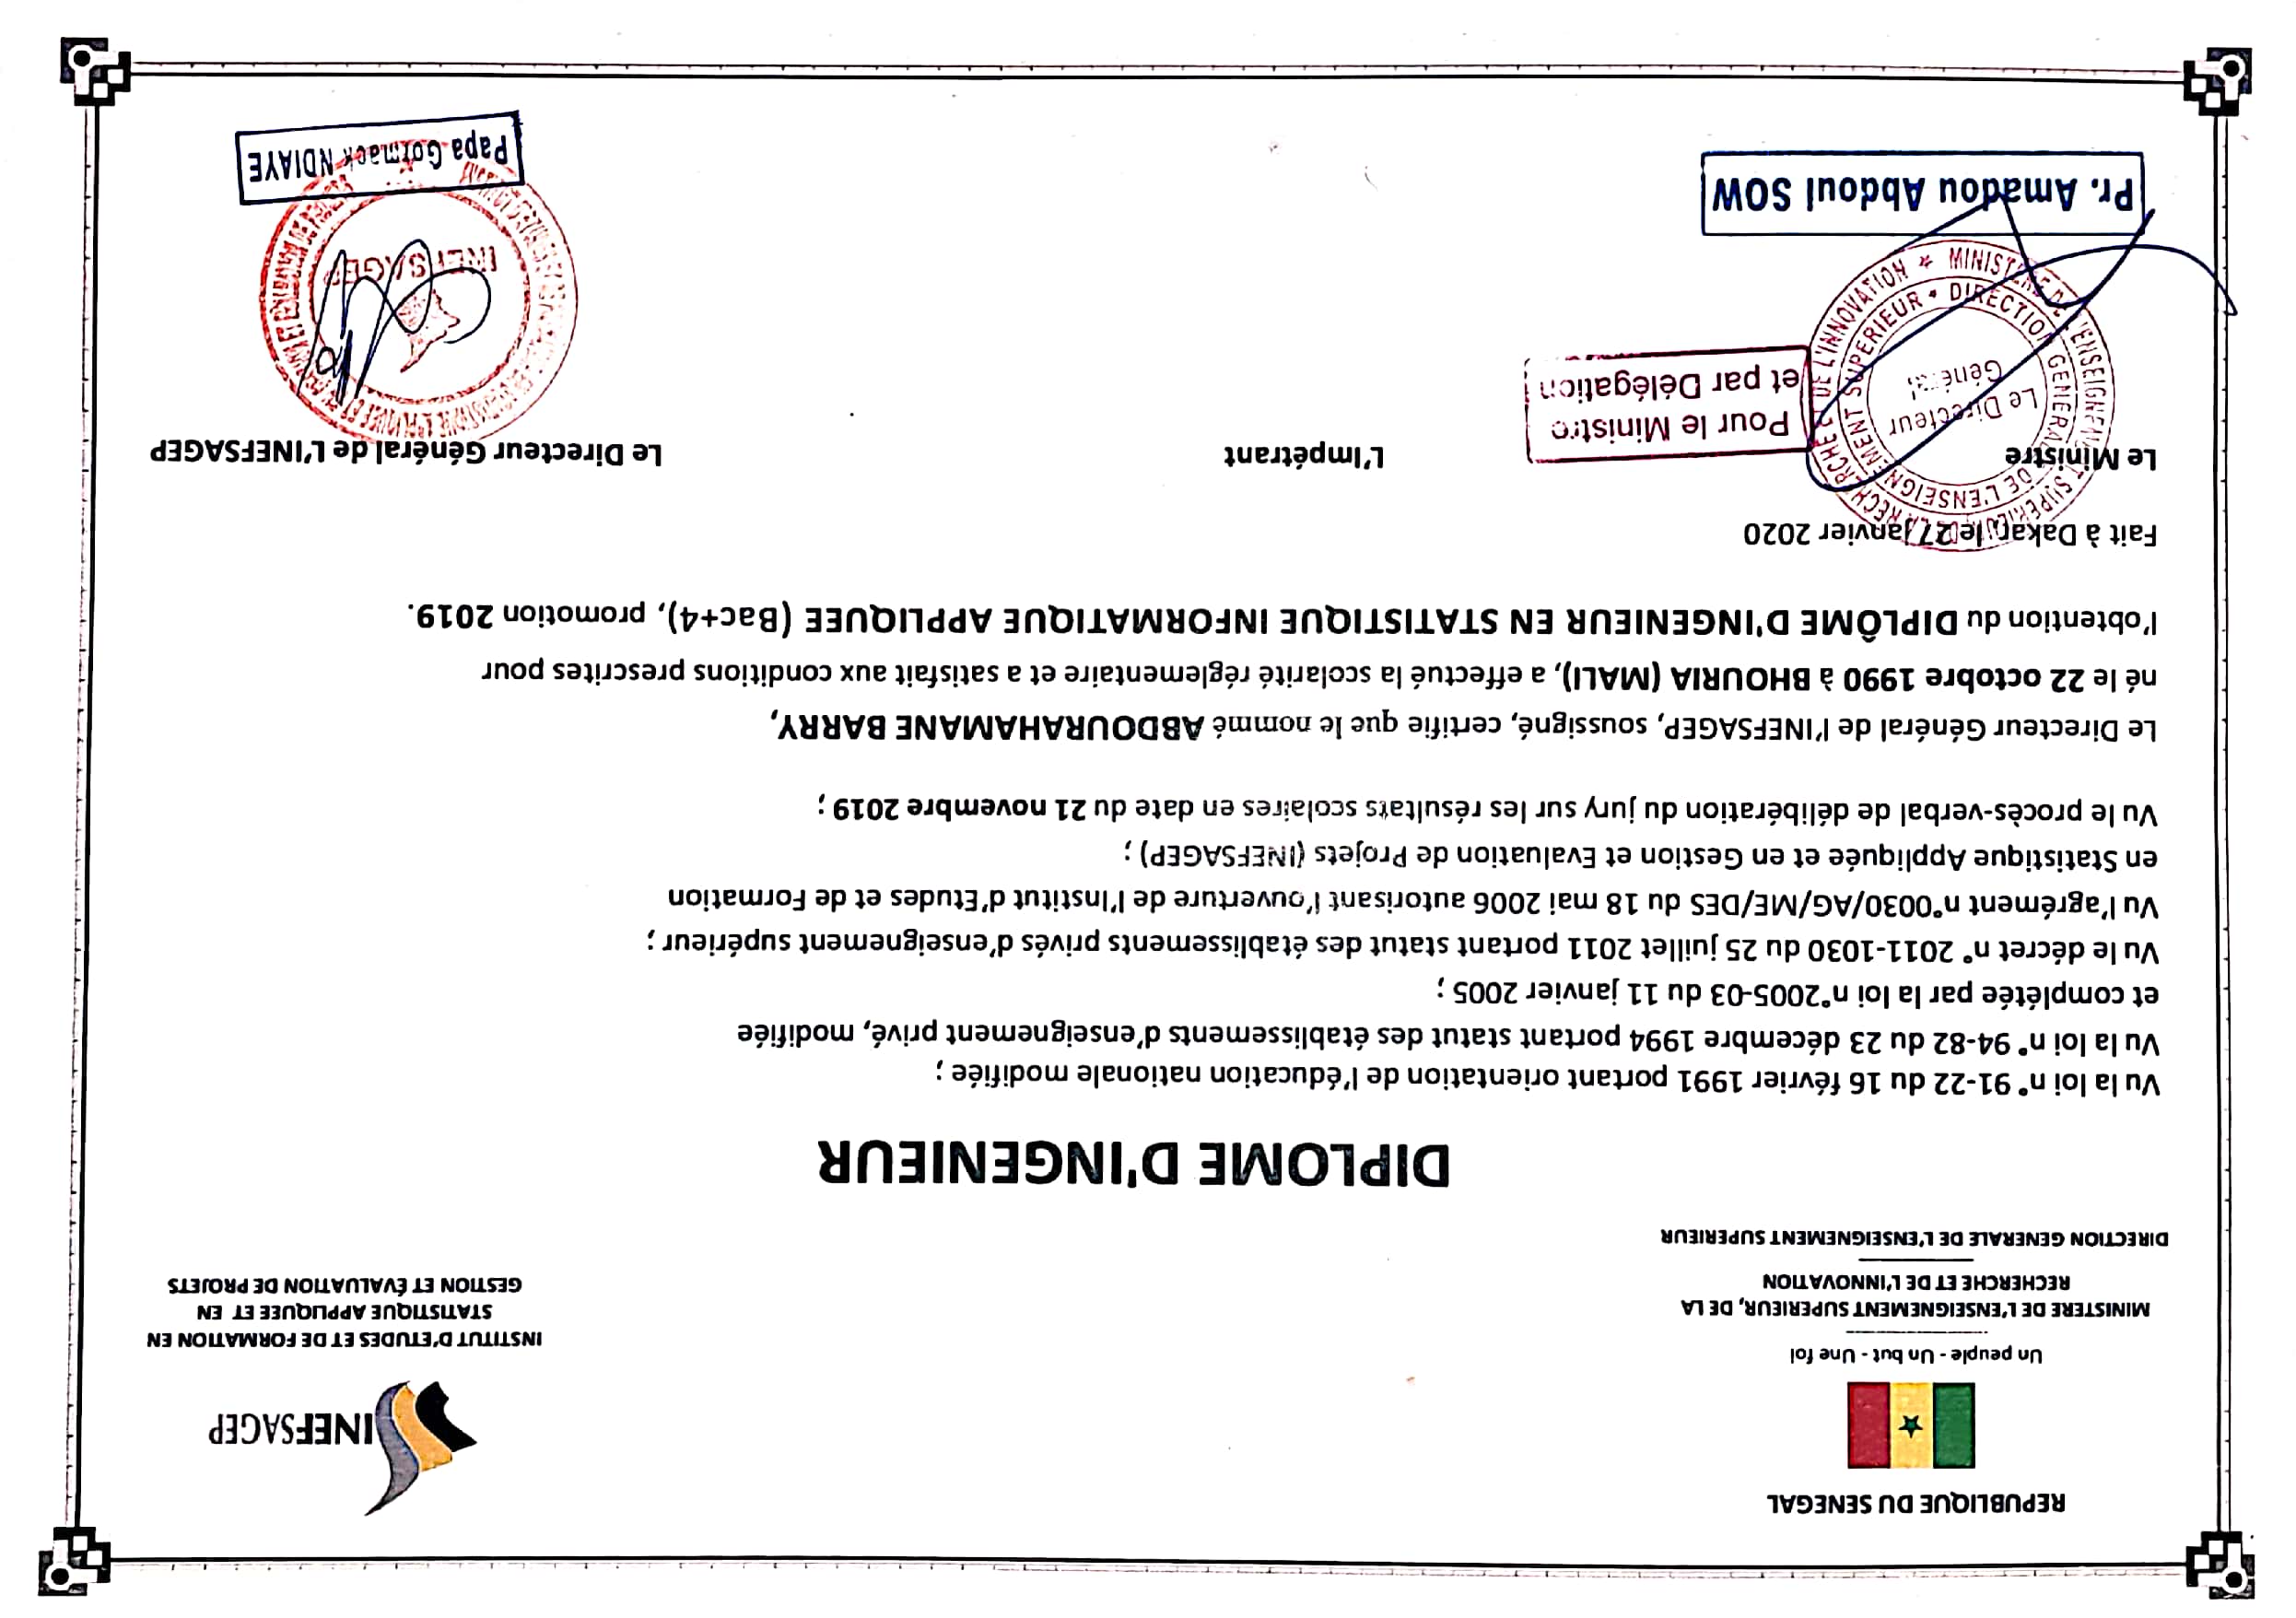 REPUBLIQUE DU SENEGAL
Un peuple - Un but - Une foi
MINISTERE DE L'ENSEIGNEMENT SUPERIEUR, DE LA
RECHERCHE ET DE L'INNOVATION
DIRECTION GENERALE DE L'ENSEIGNEMENT SUPERIEUR
INEFSAGEP
INSTITUT D'ETUDES ET DE FORMATION EN
STATISTIQUE APPLIQUEE ET EN
GESTION ET ÉVALUATION DE PROJETS
DIPLOME D'INGENIEUR
Vu la loi n° 91-22 du 16 février 1991 portant orientation de l'éducation nationale modifiée ;
Vu la loi n° 94-82 du 23 décembre 1994 portant statut des établissements d'enseignement privé, modifiée
et complétée par la loi n°2005-03 du 11 janvier 2005 ;
Vu le décret n° 2011-1030 du 25 juillet 2011 portant statut des établissements privés d'enseignement supérieur ;
Vu l'agrément n°0030/AG/ME/DES du 18 mai 2006 autorisant l'ouverture de l'Institut d'Etudes et de Formation
en Statistique Appliquée et en Gestion et Evaluation de Projets (INEFSAGEP) ;
Vu le procès-verbal de délibération du jury sur les résultats scolaires en date du 21 novembre 2019 ;
Le Directeur Général de l'INEFSAGEP, soussigné, certifie que le nommé ABDOURAHAMANE BARRY,
né le 22 octobre 1990 à BHOURIA (MALI), a effectué la scolarité réglementaire et a satisfait aux conditions prescrites pour
l'obtention du DIPLÔME D'INGENIEUR EN STATISTIQUE INFORMATIQUE APPLIQUEE (Bac+4), promotion 2019.
Fait à Dakar, le 27 janvier 2020
Le Ministre
L'Impétrant
Le Directeur Général de L'INEFSAGEP
Pour le Ministre
et par Délégation
Le Directeur
Général
MINISTERE DE L'ENSEIGNEMENT SUPERIEUR DE LA RECHERCHE ET DE L'INNOVATION
DIRECTION GENERALE DE L'ENSEIGNEMENT SUPERIEUR
Pr. Amadou Abdoul SOW
INEFSAGEP
Papa Gormack NDIAYE